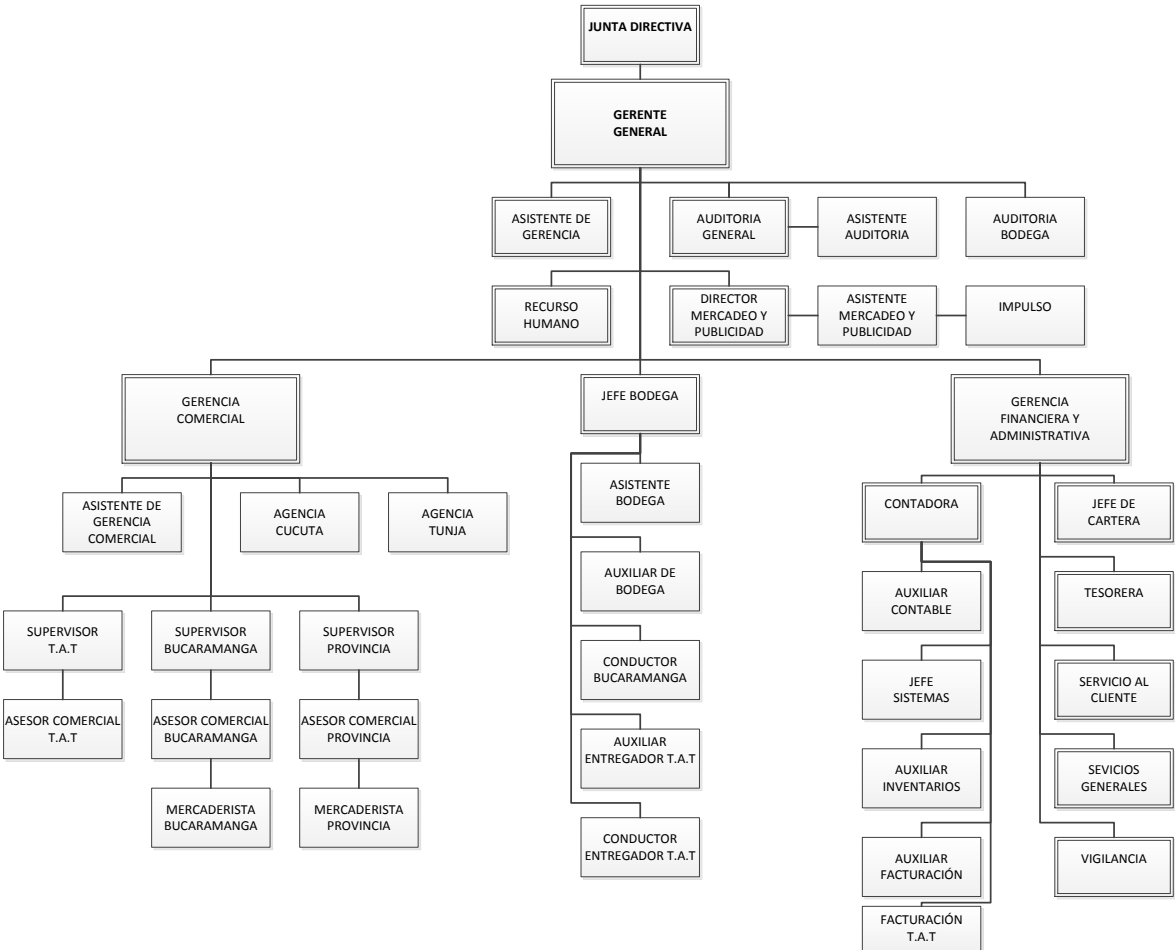 JUNTA DIRECTIVA
GERENTE
GENERAL
ASISTENTE DE
GERENCIA
AUDITORIA
GENERAL
ASISTENTE
AUDITORIA
AUDITORIA
BODEGA
RECURSO
HUMANO
DIRECTOR
MERCADEO Y
PUBLICIDAD
ASISTENTE
MERCADEO Y
PUBLICIDAD
IMPULSO
GERENCIA
COMERCIAL
JEFE BODEGA
GERENCIA
FINANCIERA Y
ADMINISTRATIVA
ASISTENTE DE
GERENCIA
COMERCIAL
AGENCIA
CUCUTA
AGENCIA
TUNJA
SUPERVISOR
T.A.T
SUPERVISOR
BUCARAMANGA
SUPERVISOR
PROVINCIA
ASESOR COMERCIAL
T.A.T
ASESOR COMERCIAL
BUCARAMANGA
ASESOR COMERCIAL
PROVINCIA
MERCADERISTA
BUCARAMANGA
MERCADERISTA
PROVINCIA
ASISTENTE
BODEGA
AUXILIAR DE
BODEGA
CONDUCTOR
BUCARAMANGA
AUXILIAR
ENTREGADOR T.A.T
CONDUCTOR
ENTREGADOR T.A.T
CONTADORA
JEFE DE
CARTERA
AUXILIAR
CONTABLE
TESORERA
JEFE
SISTEMAS
SERVICIO AL
CLIENTE
AUXILIAR
INVENTARIOS
SEVICIOS
GENERALES
AUXILIAR
FACTURACIÓN
VIGILANCIA
FACTURACIÓN
T.A.T